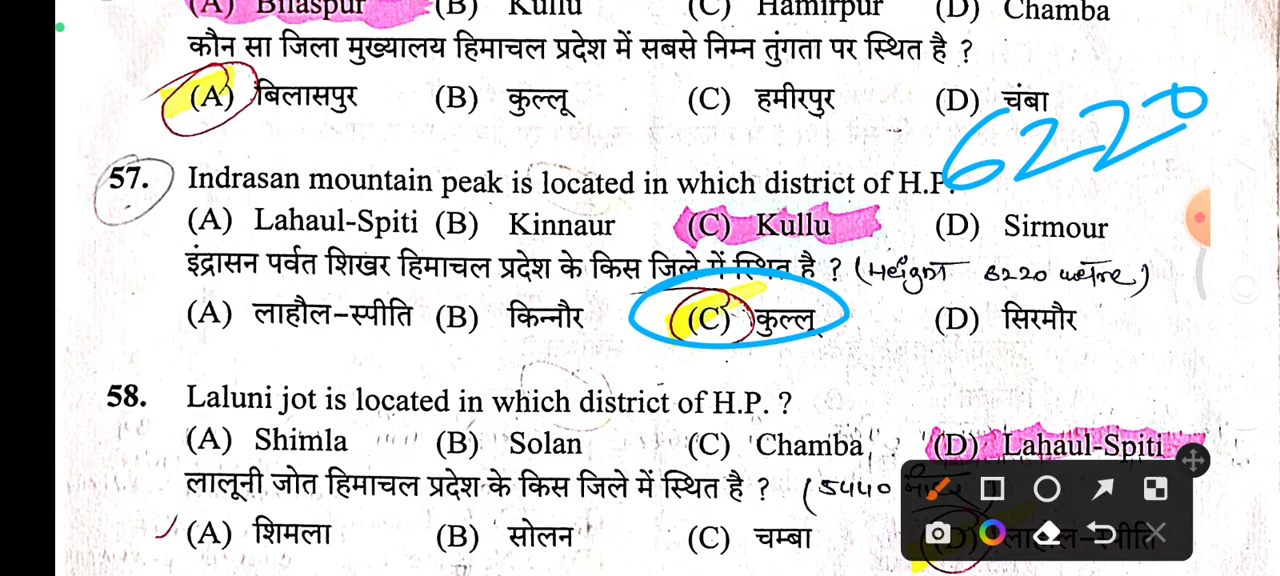 (A) Bilaspur (B) Kullu (C) Hamirpur (D) Chamba
कौन सा जिला मुख्यालय हिमाचल प्रदेश में सबसे निम्न तुंगता पर स्थित है ?
(A) बिलासपुर (B) कुल्लू (C) हमीरपुर (D) चंबा
6220
57. Indrasan mountain peak is located in which district of H.P.
(A) Lahaul-Spiti (B) Kinnaur (C) Kullu (D) Sirmour
इंद्रासन पर्वत शिखर हिमाचल प्रदेश के किस जिले में स्थित है ? ( 6220 )
(A) लाहौल-स्पीति (B) किन्नौर (C) कुल्लू (D) सिरमौर
58. Laluni jot is located in which district of H.P. ?
(A) Shimla (B) Solan (C) Chamba (D) Lahaul-Spiti
लालूनी जोत हिमाचल प्रदेश के किस जिले में स्थित है ? (5440
(A) शिमला (B) सोलन (C) चम्बा (D) लाहौल-स्पीति